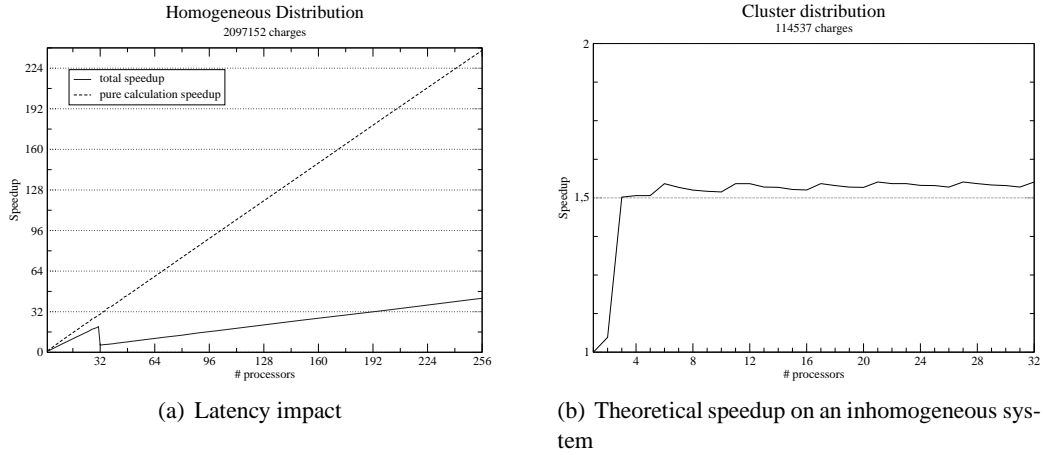 Homogeneous Distribution
2097152 charges
total speedup
pure calculation speedup
Speedup
224
192
160
128
96
64
32
0
32 64 96 128 160 192 224 256
# processors
(a) Latency impact
Cluster distribution
114537 charges
Speedup
2
1,5
1
4 8 12 16 20 24 28 32
# processors
(b) Theoretical speedup on an inhomogeneous sys-
tem